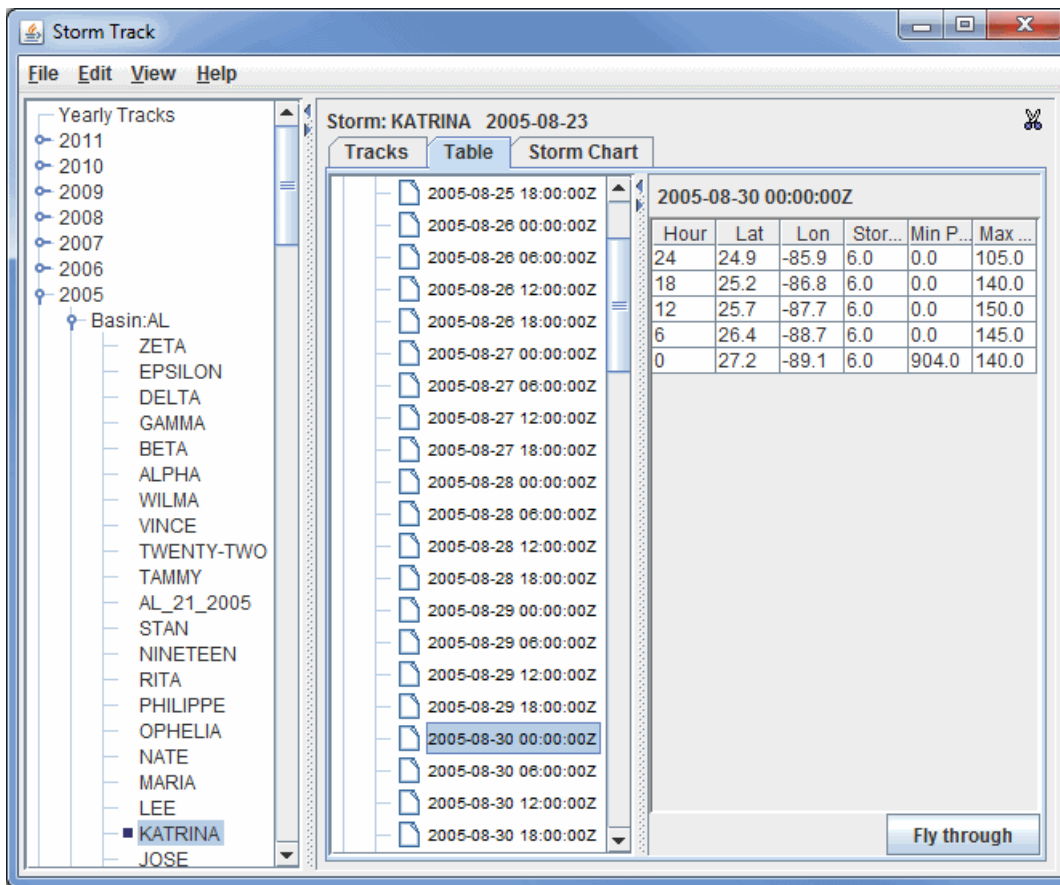 Storm Track
File Edit View Help
Yearly Tracks
2011
2010
2009
2008
2007
2006
2005
Basin:AL
ZETA
EPSILON
DELTA
GAMMA
BETA
ALPHA
WILMA
VINCE
TWENTY-TWO
TAMMY
AL_21_2005
STAN
NINETEEN
RITA
PHILIPPE
OPHELIA
NATE
MARIA
LEE
KATRINA
JOSE
Storm: KATRINA 2005-08-23
Tracks Table Storm Chart
2005-08-25 18:00:00Z
2005-08-26 00:00:00Z
2005-08-26 06:00:00Z
2005-08-26 12:00:00Z
2005-08-26 18:00:00Z
2005-08-27 00:00:00Z
2005-08-27 06:00:00Z
2005-08-27 12:00:00Z
2005-08-27 18:00:00Z
2005-08-28 00:00:00Z
2005-08-28 06:00:00Z
2005-08-28 12:00:00Z
2005-08-28 18:00:00Z
2005-08-29 00:00:00Z
2005-08-29 06:00:00Z
2005-08-29 12:00:00Z
2005-08-29 18:00:00Z
2005-08-30 00:00:00Z
2005-08-30 06:00:00Z
2005-08-30 12:00:00Z
2005-08-30 18:00:00Z
2005-08-30 00:00:00Z
Hour Lat Lon Stor... Min P... Max ...
24 24.9 -85.9 6.0 0.0 105.0
18 25.2 -86.8 6.0 0.0 140.0
12 25.7 -87.7 6.0 0.0 150.0
6 26.4 -88.7 6.0 0.0 145.0
0 27.2 -89.1 6.0 904.0 140.0
Fly through